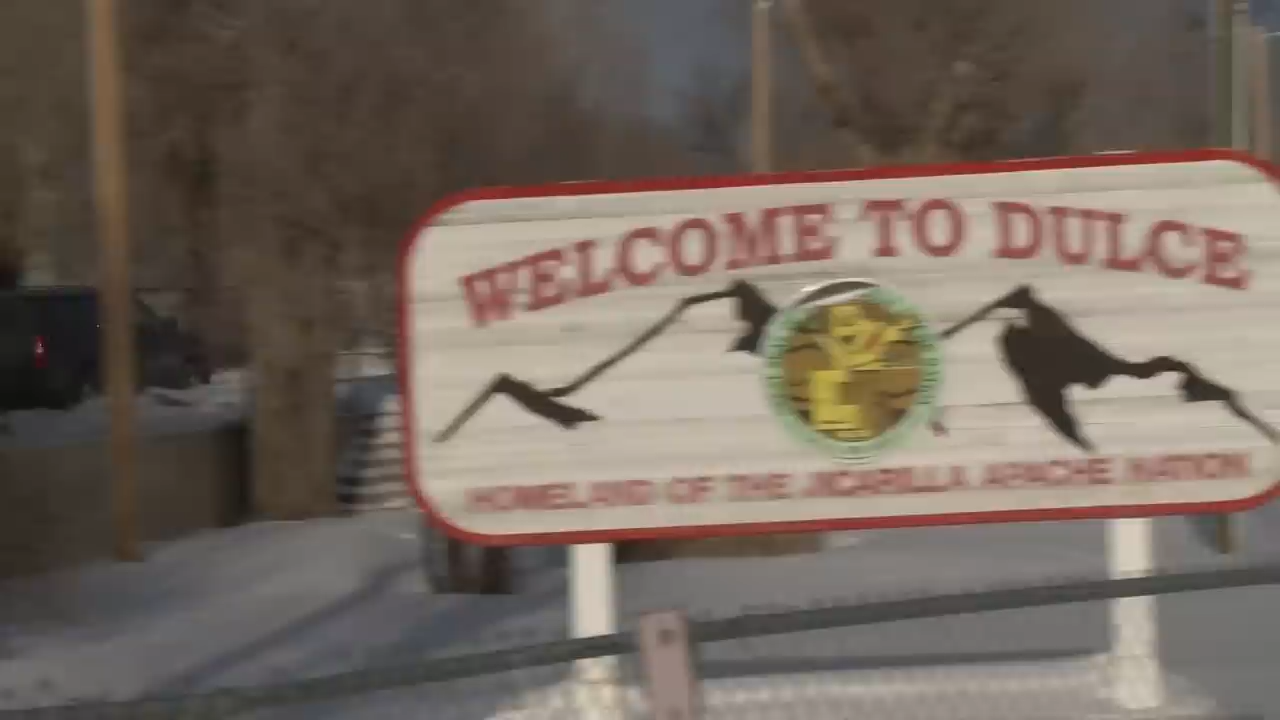 WELCOME TO DULCE
HOMELAND OF THE JICARILLA APACHE NATION